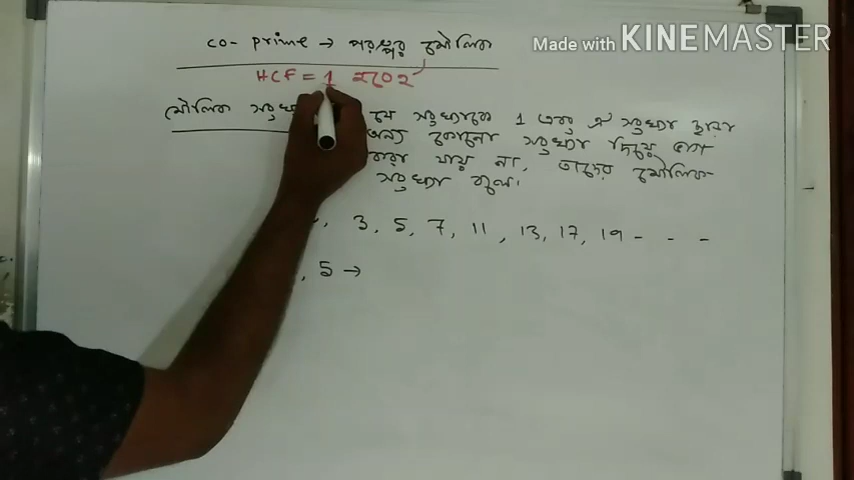 co-prime → পরস্পর মৌলিক
Made with KINEMASTER
HCF = 1 হবে
মৌলিক সংখ্যা যে সংখ্যাকে 1 এবং ঐ সংখ্যা দ্বারা
অন্য কোনো সংখ্যা দিয়ে ভাগ
করা যায় না, তাদের মৌলিক
সংখ্যা বলে।
, 3, 5, 7, 11, 13, 17, 19 - - -
, 5 →